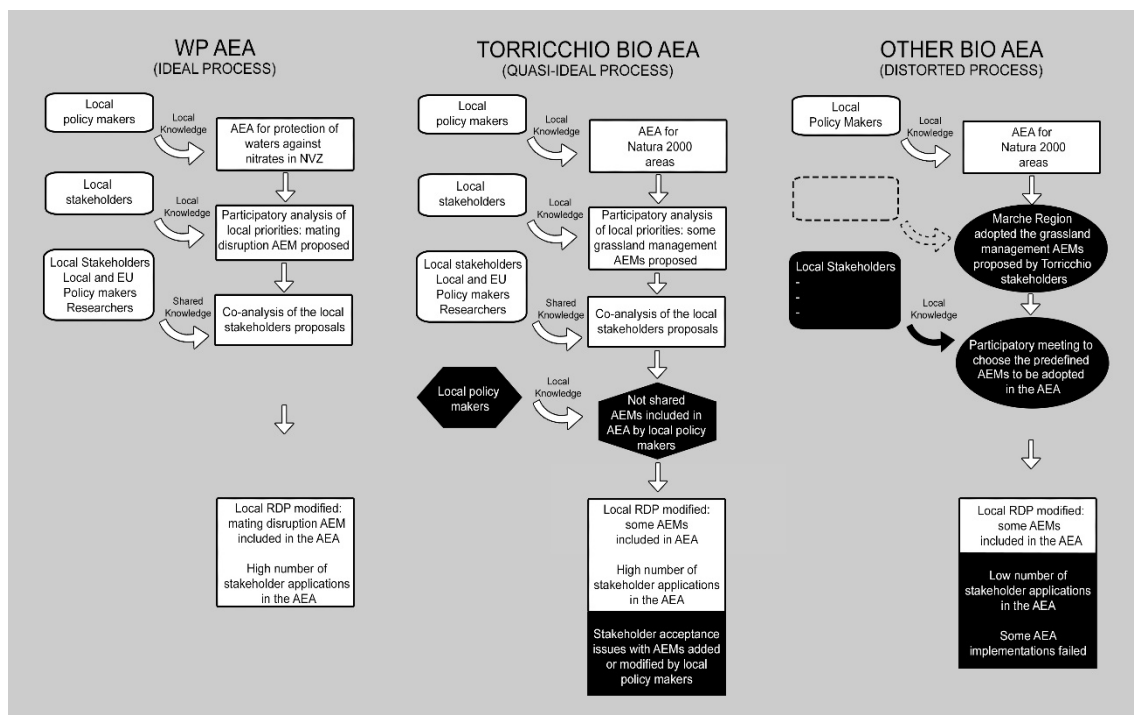 WP AEA
(IDEAL PROCESS)
Local
policy makers
Local
Knowledge
AEA for protection of
waters against
nitrates in NVZ
Local
stakeholders
Local
Knowledge
Participatory analysis of
local priorities: mating
disruption AEM proposed
Local Stakeholders
Local and EU
Policy makers
Researchers
Shared
Knowledge
Co-analysis of the local
stakeholders proposals
Local RDP modified:
mating disruption AEM
included in the AEA
High number of
stakeholder applications
in the AEA
TORRICCHIO BIO AEA
(QUASI-IDEAL PROCESS)
Local
policy makers
Local
Knowledge
AEA for
Natura 2000
areas
Local
stakeholders
Local
Knowledge
Participatory analysis
of local priorities: some
grassland management
AEMs proposed
Local stakeholders
Local and EU
Policy makers
Researchers
Shared
Knowledge
Co-analysis of the local
stakeholders proposals
Local policy
makers
Local
Knowledge
Not shared
AEMs included in
AEA by local policy
makers
Local RDP modified:
some AEMs
included in AEA
High number of
stakeholder applications
in the AEA
Stakeholder acceptance
issues with AEMs added
or modified by local
policy makers
OTHER BIO AEA
(DISTORTED PROCESS)
Local
Policy Makers
Local
Knowledge
AEA for
Natura 2000
areas
Marche Region
adopted the grassland
management AEMs
proposed by Torricchio
stakeholders
Local Stakeholders
-
-
-
Local
Knowledge
Participatory meeting to
choose the predefined
AEMs to be adopted
in the AEA
Local RDP modified:
some AEMs
included in the AEA
Low number of
stakeholder applications
in the AEA
Some AEA
implementations failed